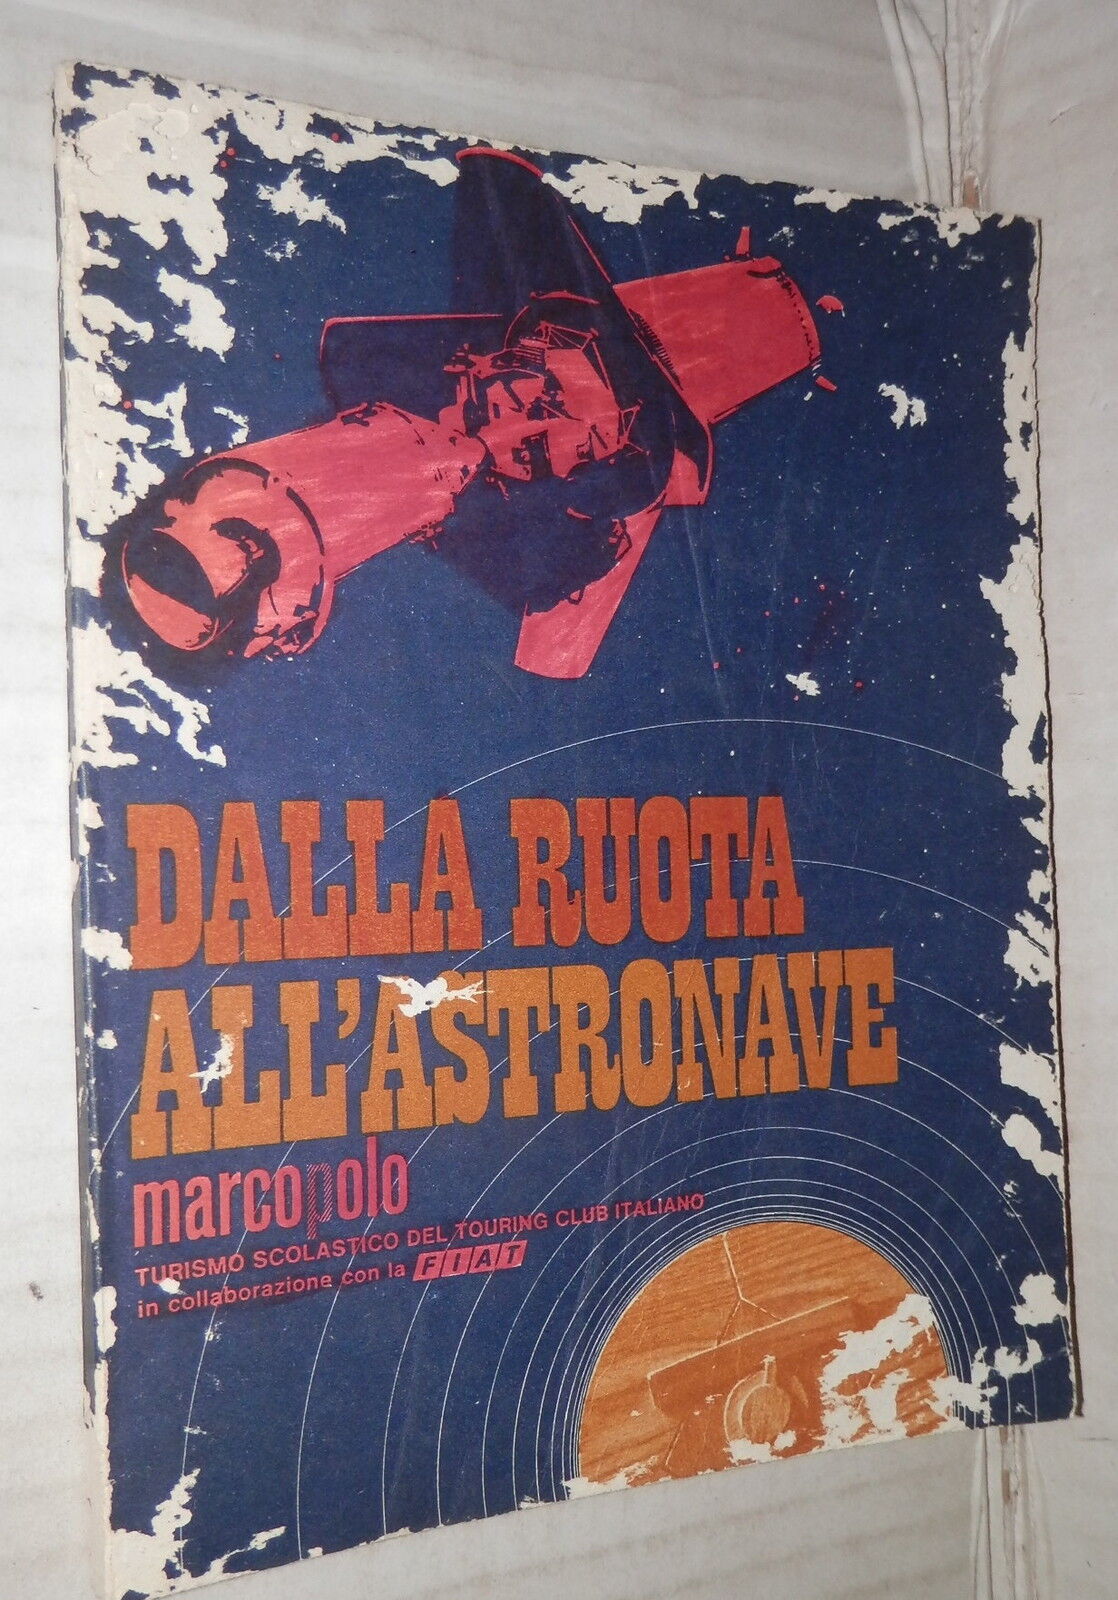 DALLA RUOTA
ALL'ASTRONAVE
marcopolo
TURISMO SCOLASTICO DEL TOURING CLUB ITALIANO
in collaborazione con la FIAT